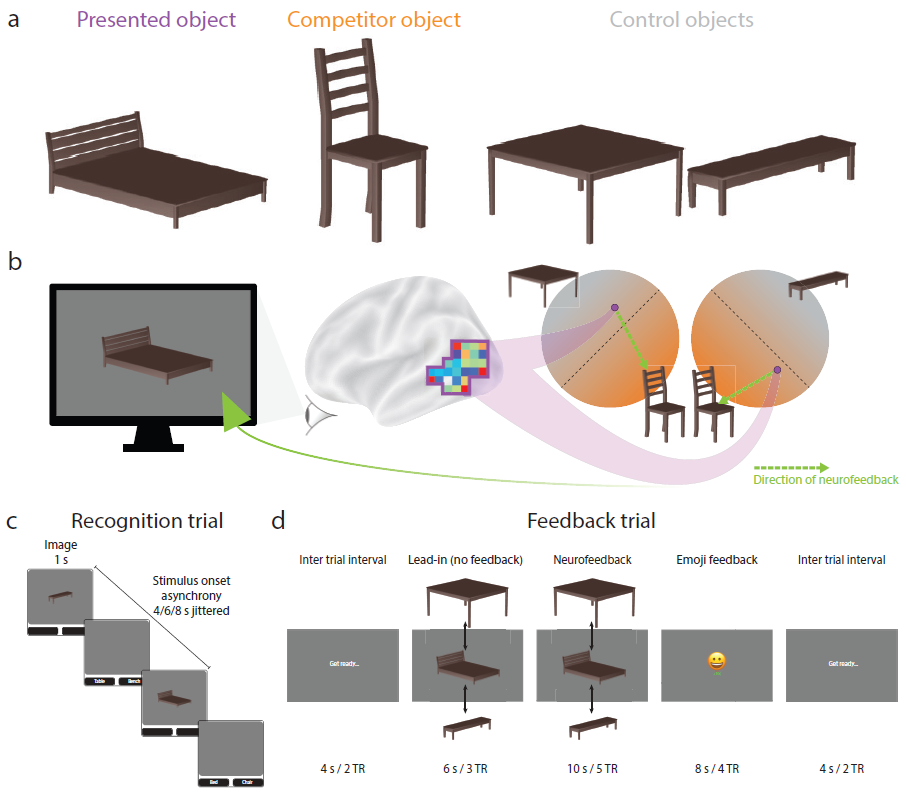 a
Presented object
Competitor object
Control objects
b
Direction of neurofeedback
c
Recognition trial
Image
1 s
Stimulus onset
asynchrony
4/6/8 s jittered
Table
Bench
Bed
Chair
d
Feedback trial
Inter trial interval
Lead-in (no feedback)
Neurofeedback
Emoji feedback
Inter trial interval
Get ready...
Get ready...
4 s / 2 TR
6 s / 3 TR
10 s / 5 TR
8 s / 4 TR
4 s / 2 TR